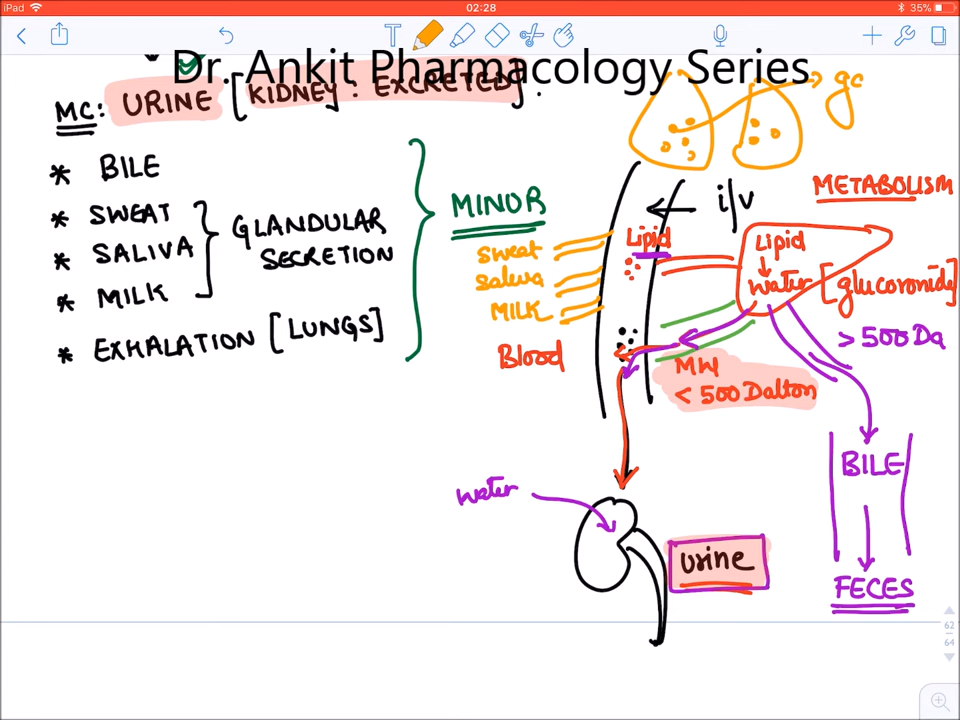 iPad
02:28
35%
T
Dr. Ankit Pharmacology Series
MC: URINE [KIDNEY: EXCRETED].
* BILE
* SWEAT
* SALIVA
* MILK
GLANDULAR
SECRETION
* EXHALATION [LUNGS]
MINOR
gc
METABOLISM
i/v
Lipid
Lipid
water [glucoronide]
sweat
saliva
MILK
Blood
> 500 Da
MW
< 500 Dalton
BILE
FECES
water
urine
62
64